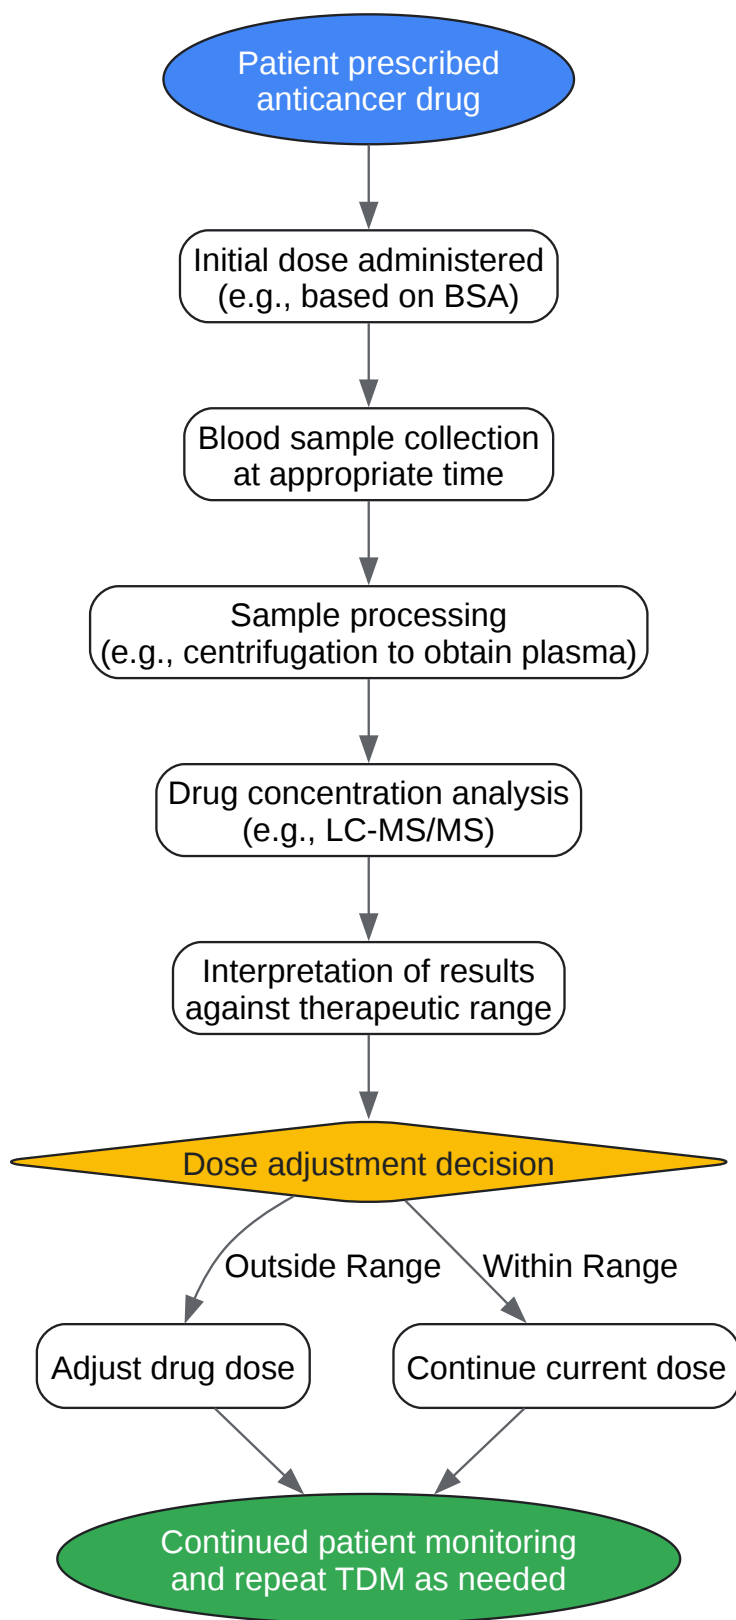 Patient prescribed
anticancer drug
Initial dose administered
(e.g., based on BSA)
Blood sample collection
at appropriate time
Sample processing
(e.g., centrifugation to obtain plasma)
Drug concentration analysis
(e.g., LC-MS/MS)
Interpretation of results
against therapeutic range
Dose adjustment decision
Outside Range
Within Range
Adjust drug dose
Continue current dose
Continued patient monitoring
and repeat TDM as needed